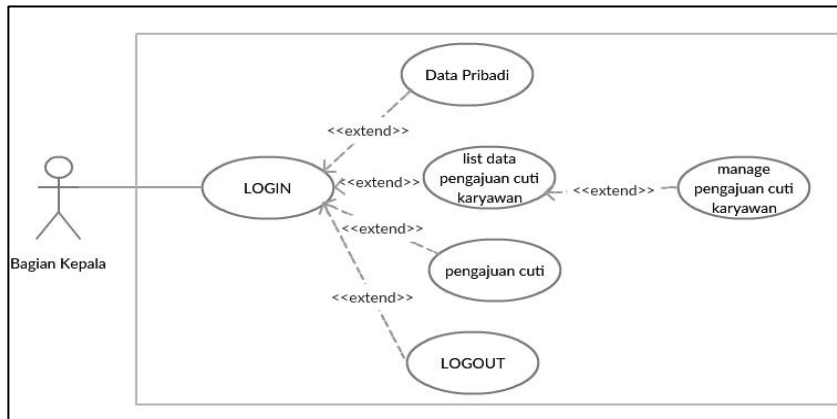 Data Pribadi
<<extend>>
LOGIN
<<extend>>
list data
pengajuan cuti
karyawan
<<extend>>
manage
pengajuan cuti
karyawan
<<extend>>
Bagian Kepala
pengajuan cuti
<<extend>>
LOGOUT